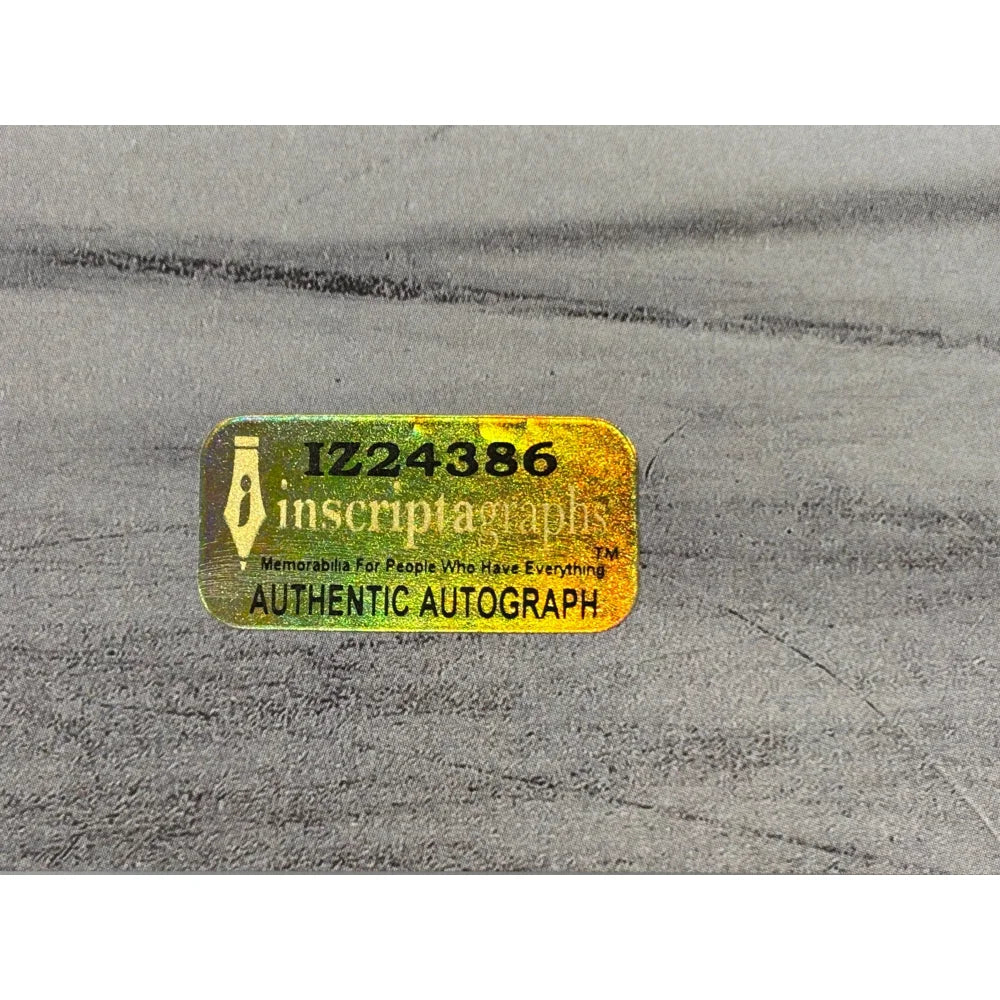 IZ24386
inscriptagraphs
TM
Memorabilia For People Who Have Everything
AUTHENTIC AUTOGRAPH